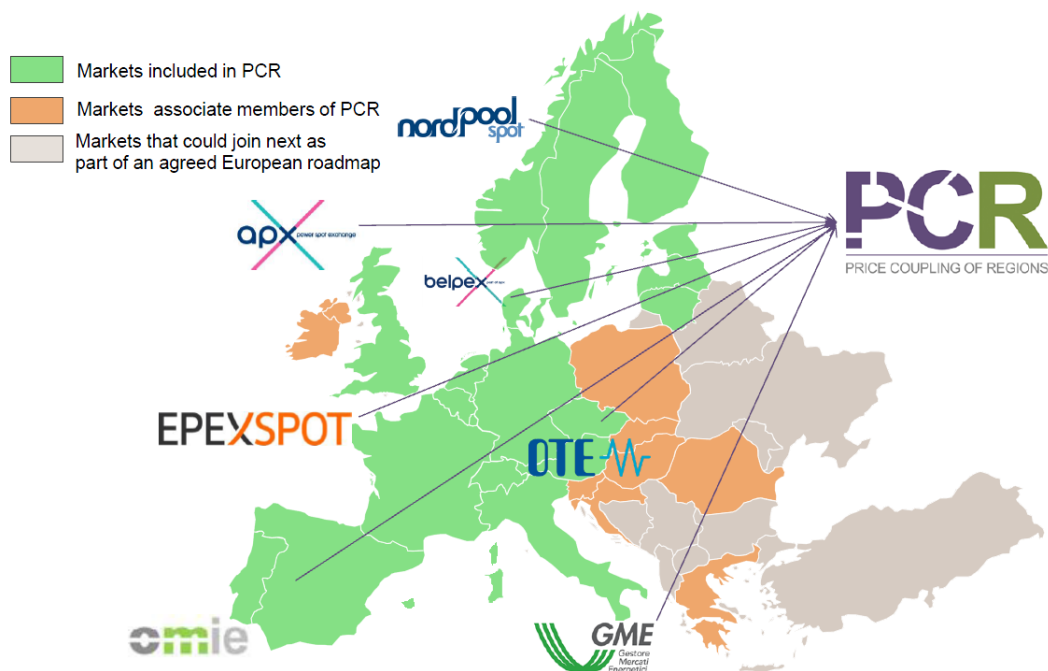 Markets included in PCR
Markets associate members of PCR
Markets that could join next as
part of an agreed European roadmap
nordpool
spot
PCR
PRICE COUPLING OF REGIONS
apx power spot exchange
belpex
EPEXSPOT
OTE
omie
GME
Gestore
Mercati
Energetici